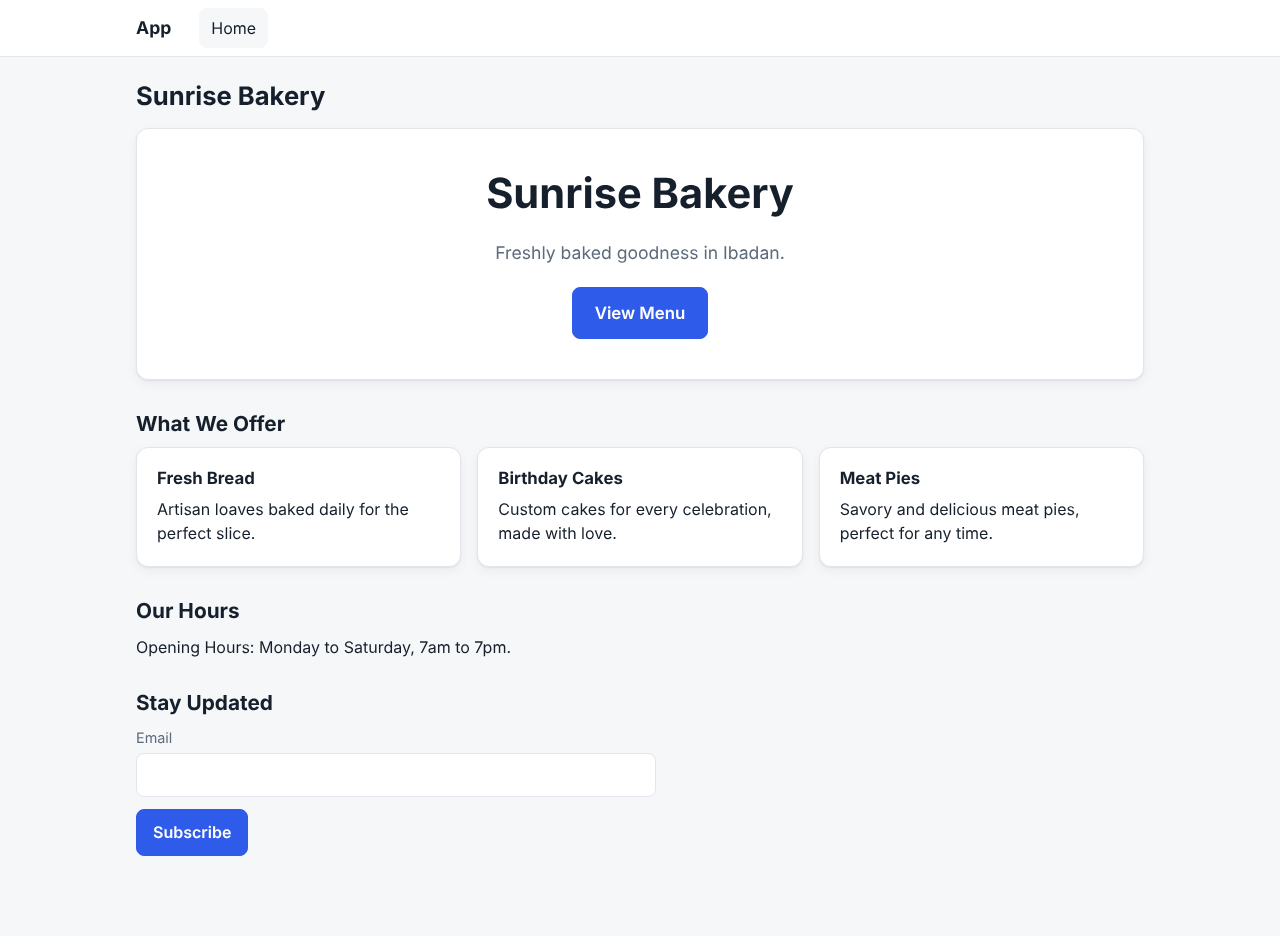 App
Home
Sunrise Bakery
Sunrise Bakery
Freshly baked goodness in Ibadan.
View Menu
What We Offer
Fresh Bread
Artisan loaves baked daily for the
perfect slice.
Birthday Cakes
Custom cakes for every celebration,
made with love.
Meat Pies
Savory and delicious meat pies,
perfect for any time.
Our Hours
Opening Hours: Monday to Saturday, 7am to 7pm.
Stay Updated
Email
Subscribe